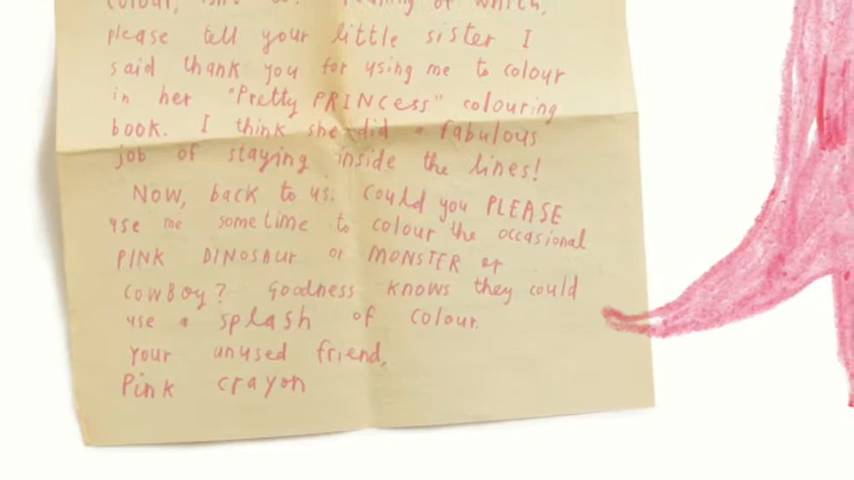 please tell your little sister I
said thank you for using me to colour
in her "Pretty PRINCess" colouring
book. I think she did a fabulous
job of staying inside the lines!
Now, back to us. Could you PLEASE
use me sometime to colour the occasional
PINK DINOSAUR or MONSTER or
COWBOY? Goodness knows they could
use a splash of colour.
Your unused friend,
Pink crayon